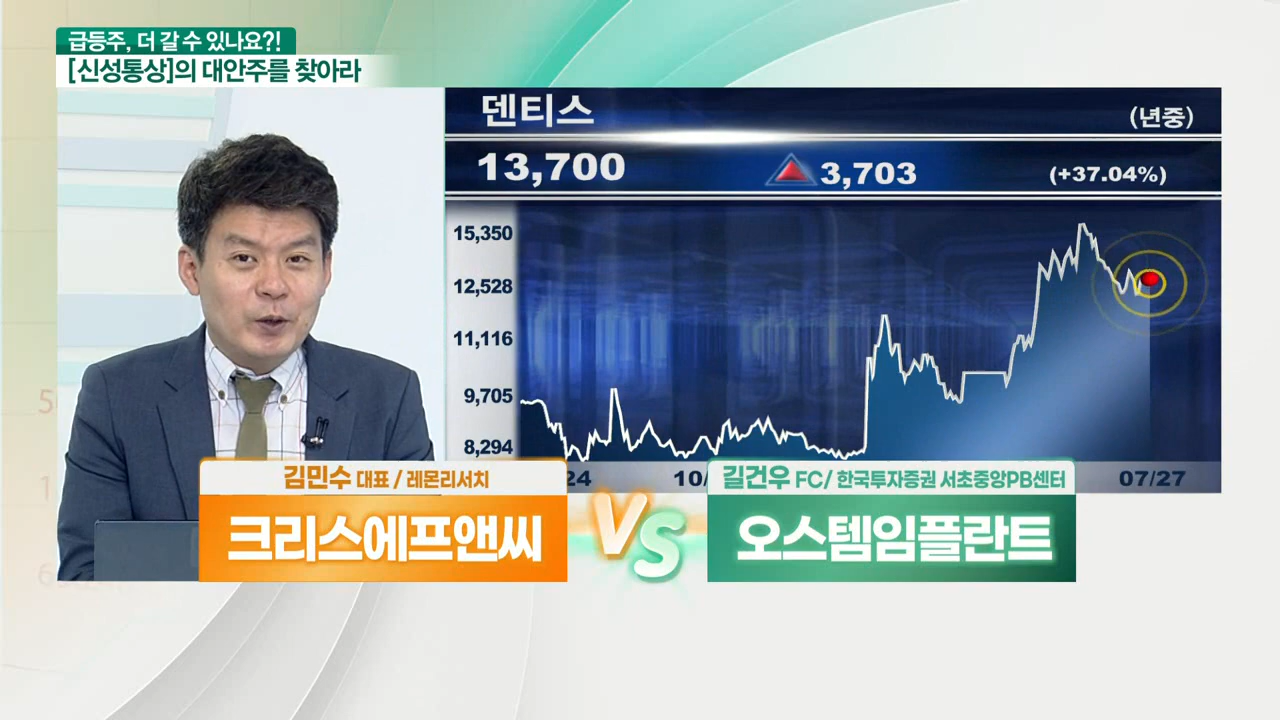 급등주, 더 갈 수 있나요?!
[신성통상]의 대안주를 찾아라
덴티스 (년중)
13,700 3,703 (+37.04%)
15,350
12,528
11,116
9,705
8,294
24 10/ 07/27
김민수 대표 / 레몬리서치
크리스에프앤씨
VS
길건우 FC/ 한국투자증권 서초중앙PB센터
오스템임플란트